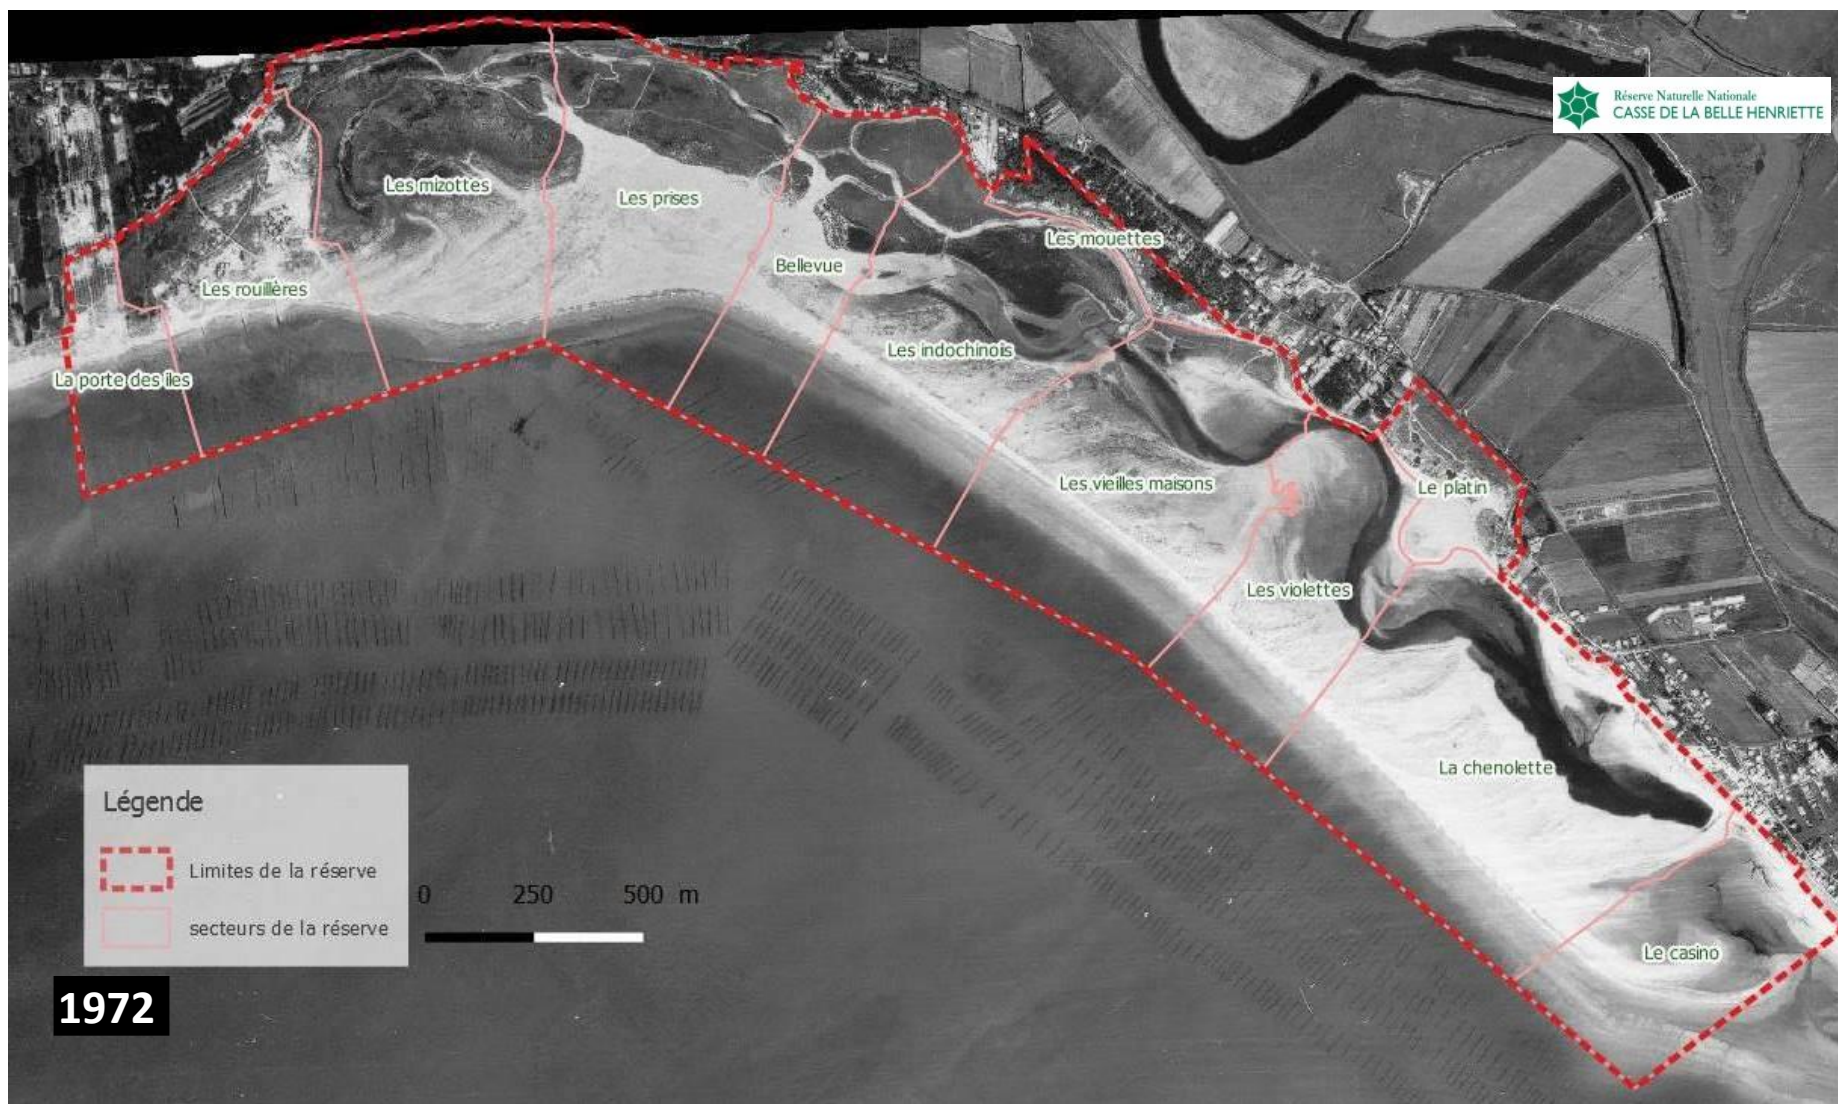 Réserve Naturelle Nationale
CASSE DE LA BELLE HENRIETTE
Les mizottes
Les prises
Les mouettes
Bellevue
Les rouillères
Les indochinois
La porte des îles
Les vieilles maisons
Le platin
Les violettes
La chenolette
Le casino
Légende
Limites de la réserve
secteurs de la réserve
0 250 500 m
1972